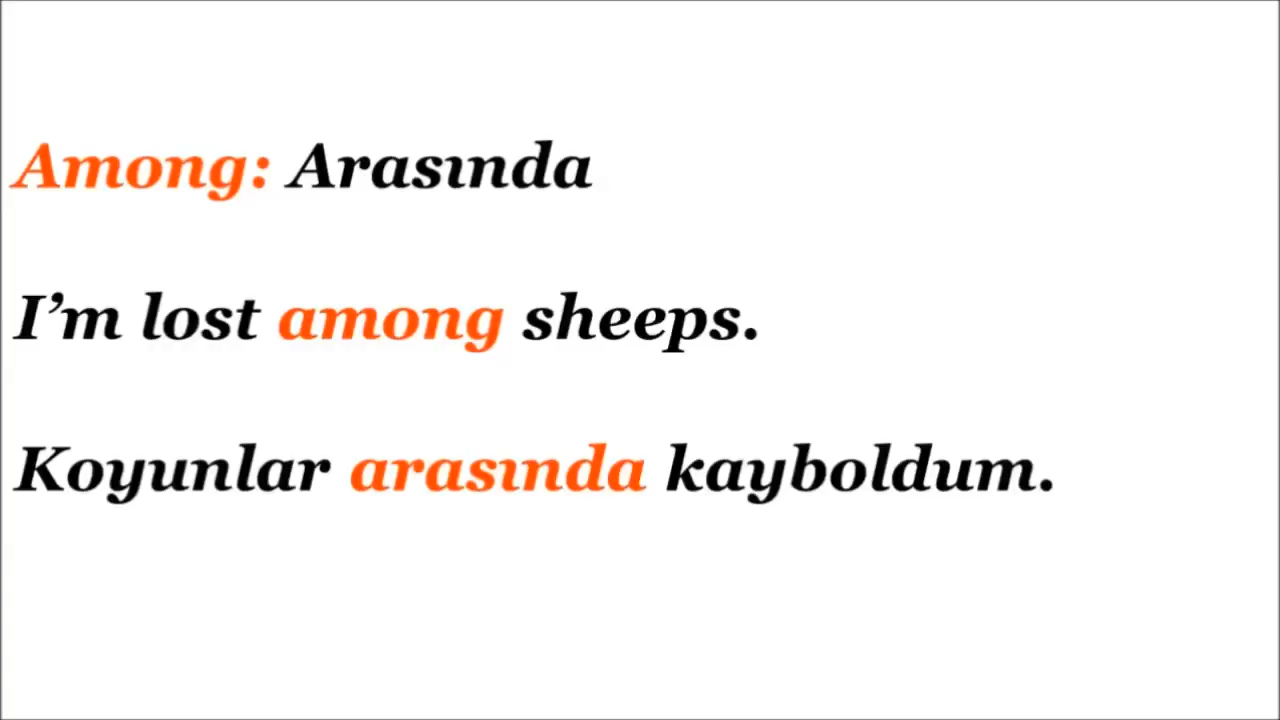 Among: Arasında
I’m lost among sheeps.
Koyunlar arasında kayboldum.